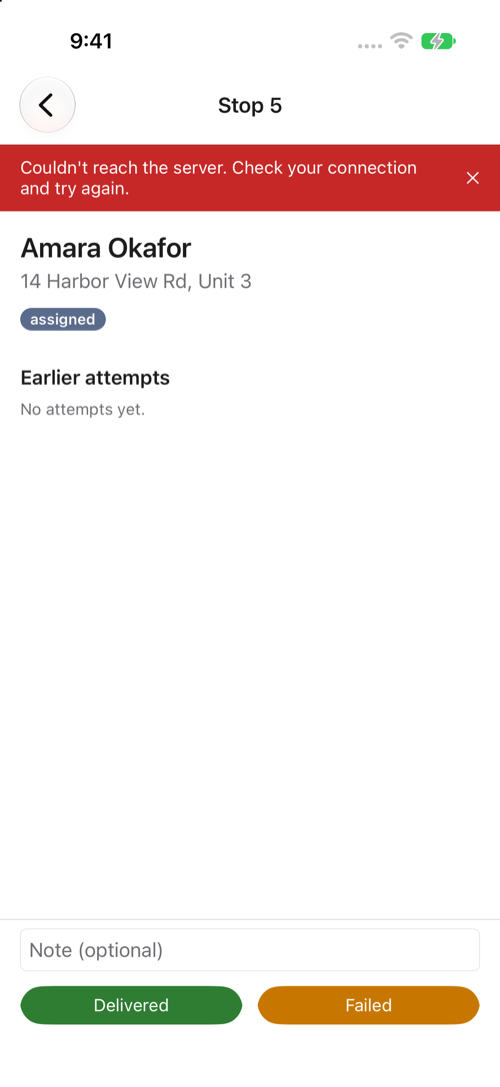 9:41
Stop 5
Couldn't reach the server. Check your connection
and try again.
Amara Okafor
14 Harbor View Rd, Unit 3
assigned
Earlier attempts
No attempts yet.
Note (optional)
Delivered
Failed